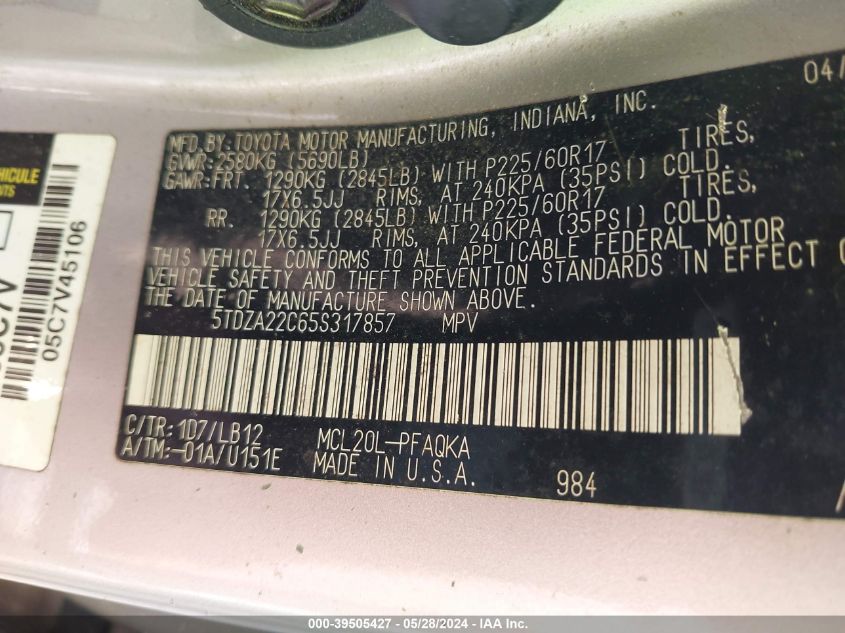 04/
MFD. BY: TOYOTA MOTOR MANUFACTURING, INDIANA, INC.
GVWR: 2580KG (5690LB)
GAWR: FRT. 1290KG (2845LB) WITH P225/60R17 TIRES,
17X6.5JJ RIMS, AT 240KPA (35PSI) COLD.
RR. 1290KG (2845LB) WITH P225/60R17 TIRES,
17X6.5JJ RIMS, AT 240KPA (35PSI) COLD.
THIS VEHICLE CONFORMS TO ALL APPLICABLE FEDERAL MOTOR
VEHICLE SAFETY AND THEFT PREVENTION STANDARDS IN EFFECT
THE DATE OF MANUFACTURE SHOWN ABOVE.
5TDZA22C65S317857 MPV
C/TR: 1D7/LB12 MCL20L-PFAQKA
A/TM:-01A/U151E MADE IN U.S.A.
984
VEHICULE
05C7V45106
000-39505427 - 05/28/2024 - IAA Inc.